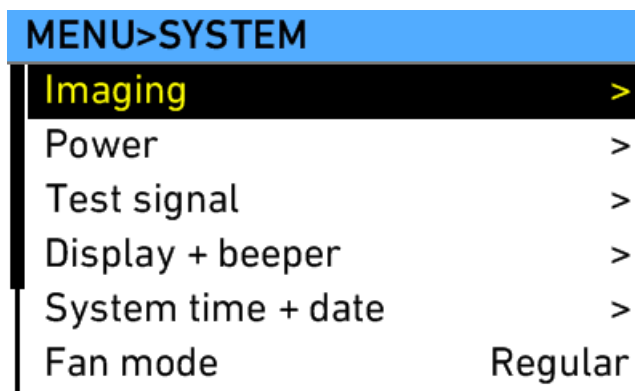 MENU>SYSTEM
Imaging >
Power >
Test signal >
Display + beeper >
System time + date >
Fan mode Regular